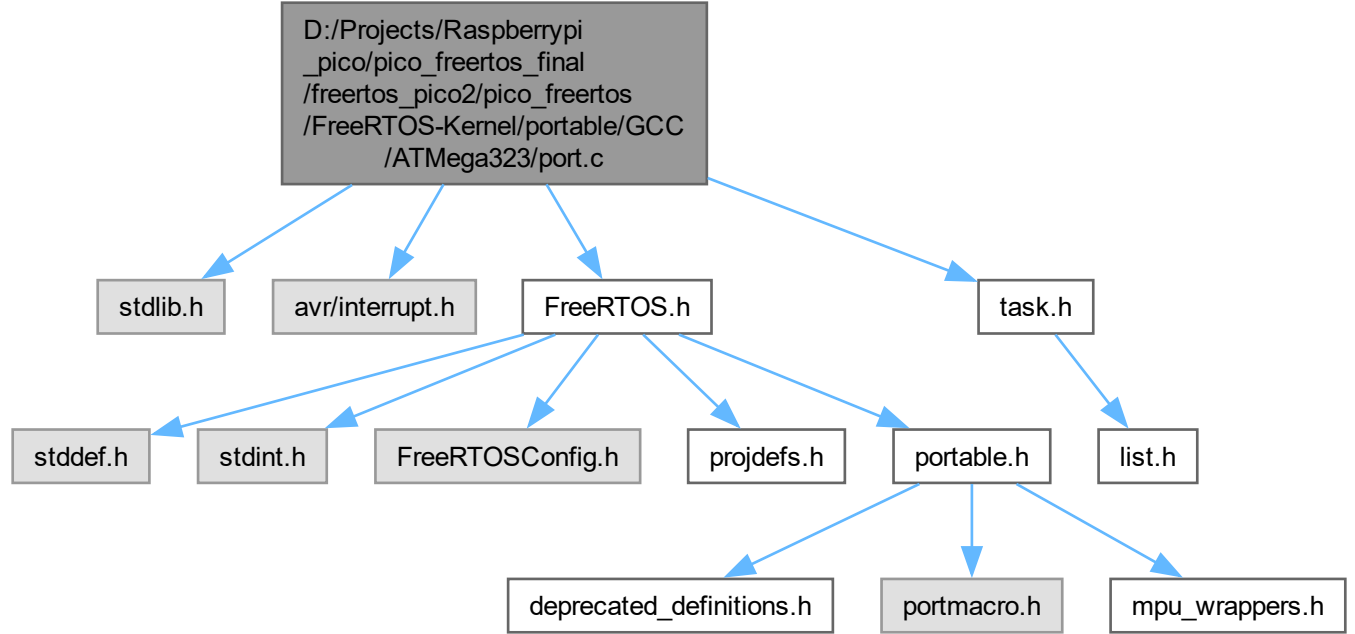 D:/Projects/Raspberrypi
_pico/pico_freertos_final
/freertos_pico2/pico_freertos
/FreeRTOS-Kernel/portable/GCC
/ATMega323/port.c
stdlib.h
avr/interrupt.h
FreeRTOS.h
task.h
stddef.h
stdint.h
FreeRTOSConfig.h
projdefs.h
portable.h
list.h
deprecated_definitions.h
portmacro.h
mpu_wrappers.h